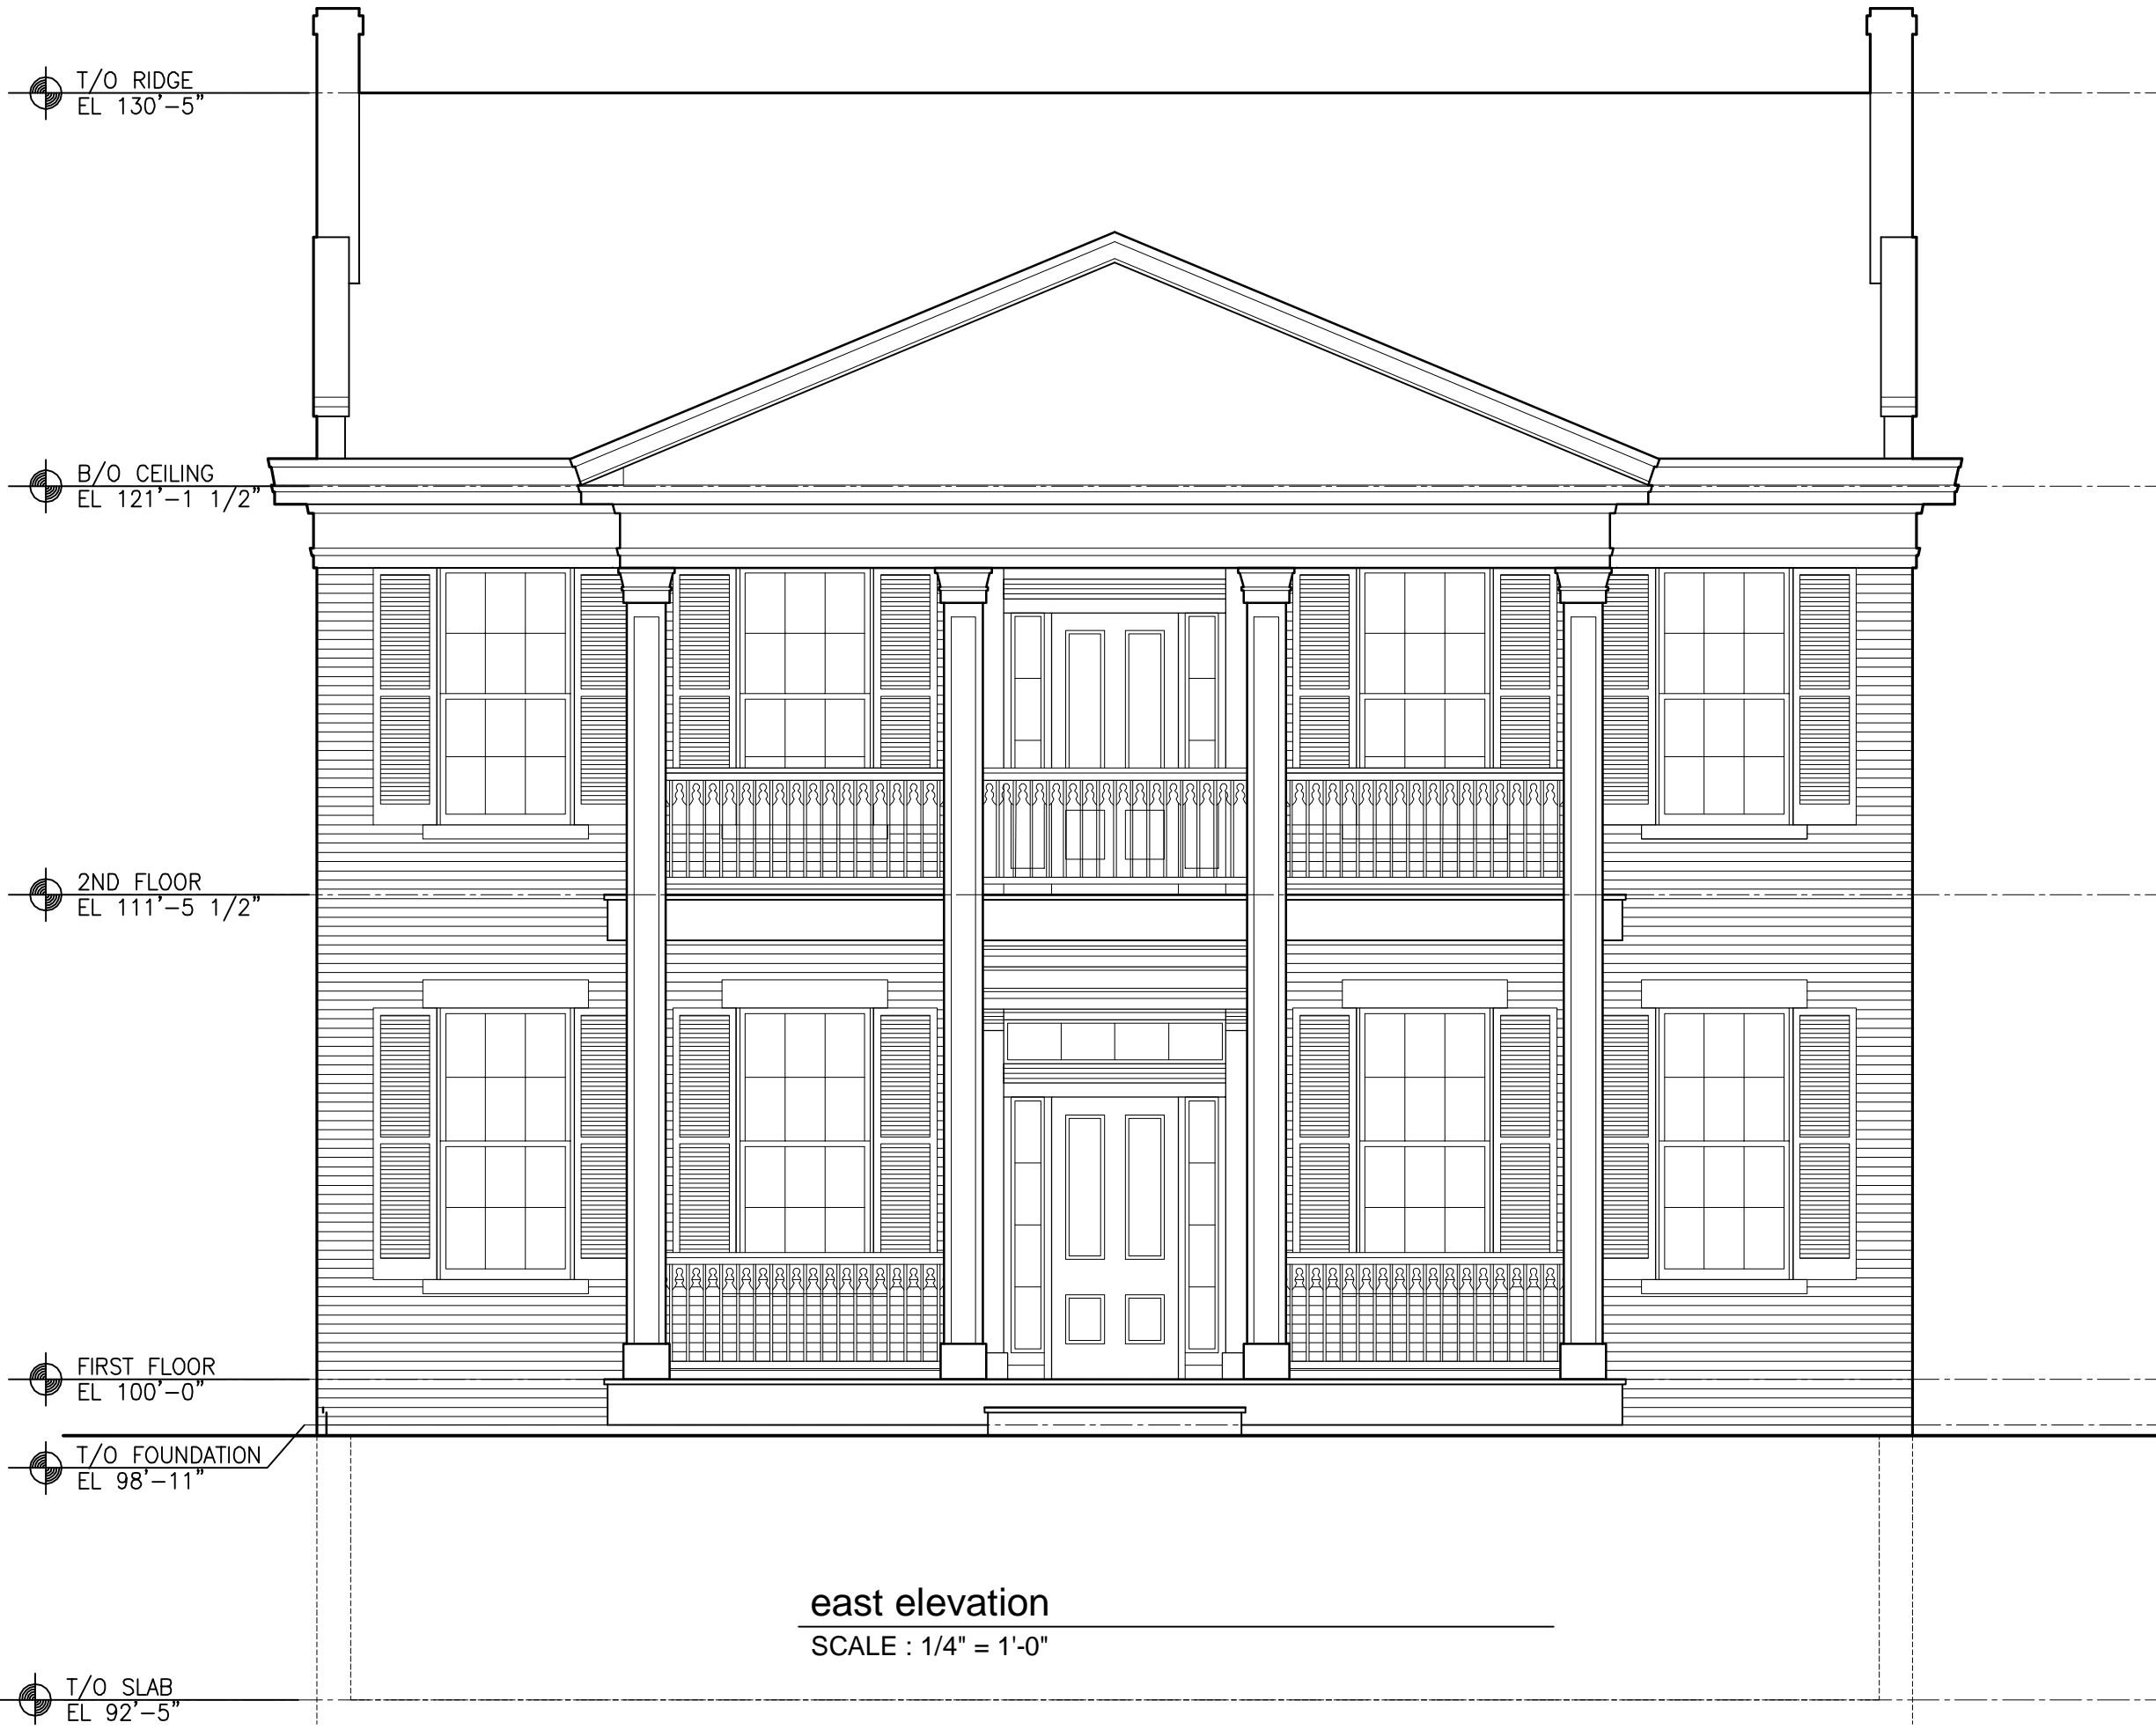 T/O RIDGE
EL 130'-5"
B/O CEILING
EL 121'-1 1/2"
2ND FLOOR
EL 111'-5 1/2"
FIRST FLOOR
EL 100'-0"
T/O FOUNDATION
EL 98'-11"
east elevation
SCALE : 1/4" = 1'-0"
T/O SLAB
EL 92'-5"